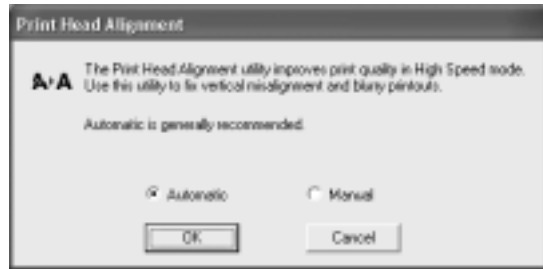 Print Head Alignment
A›A The Print Head Alignment utility improves print quality in High Speed mode.
Use this utility to fix vertical misalignment and blurry printouts.
Automatic is generally recommended.
Automatic Manual
OK Cancel